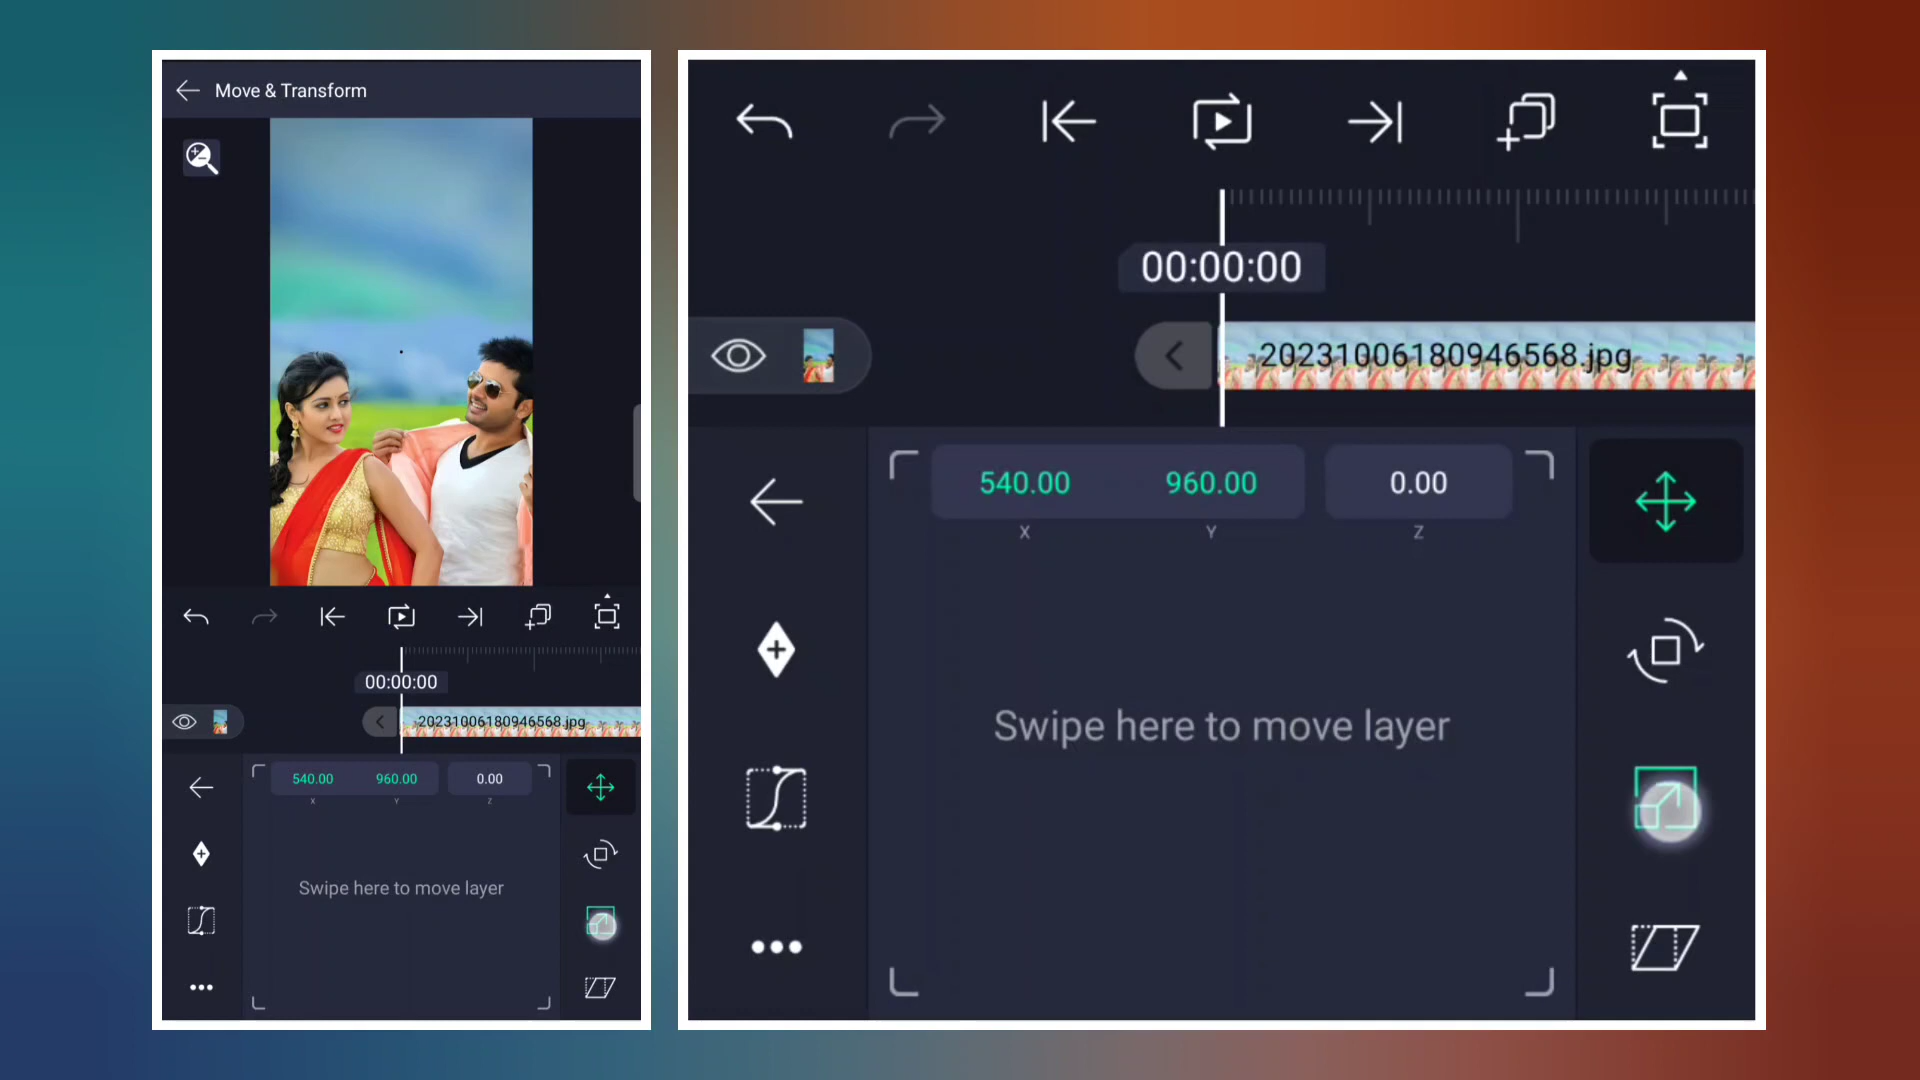 Move & Transform
00:00:00
20231006180946568.jpg
540.00 960.00 0.00
X Y Z
Swipe here to move layer
00:00:00
20231006180946568.jpg
540.00 960.00 0.00
X Y Z
Swipe here to move layer